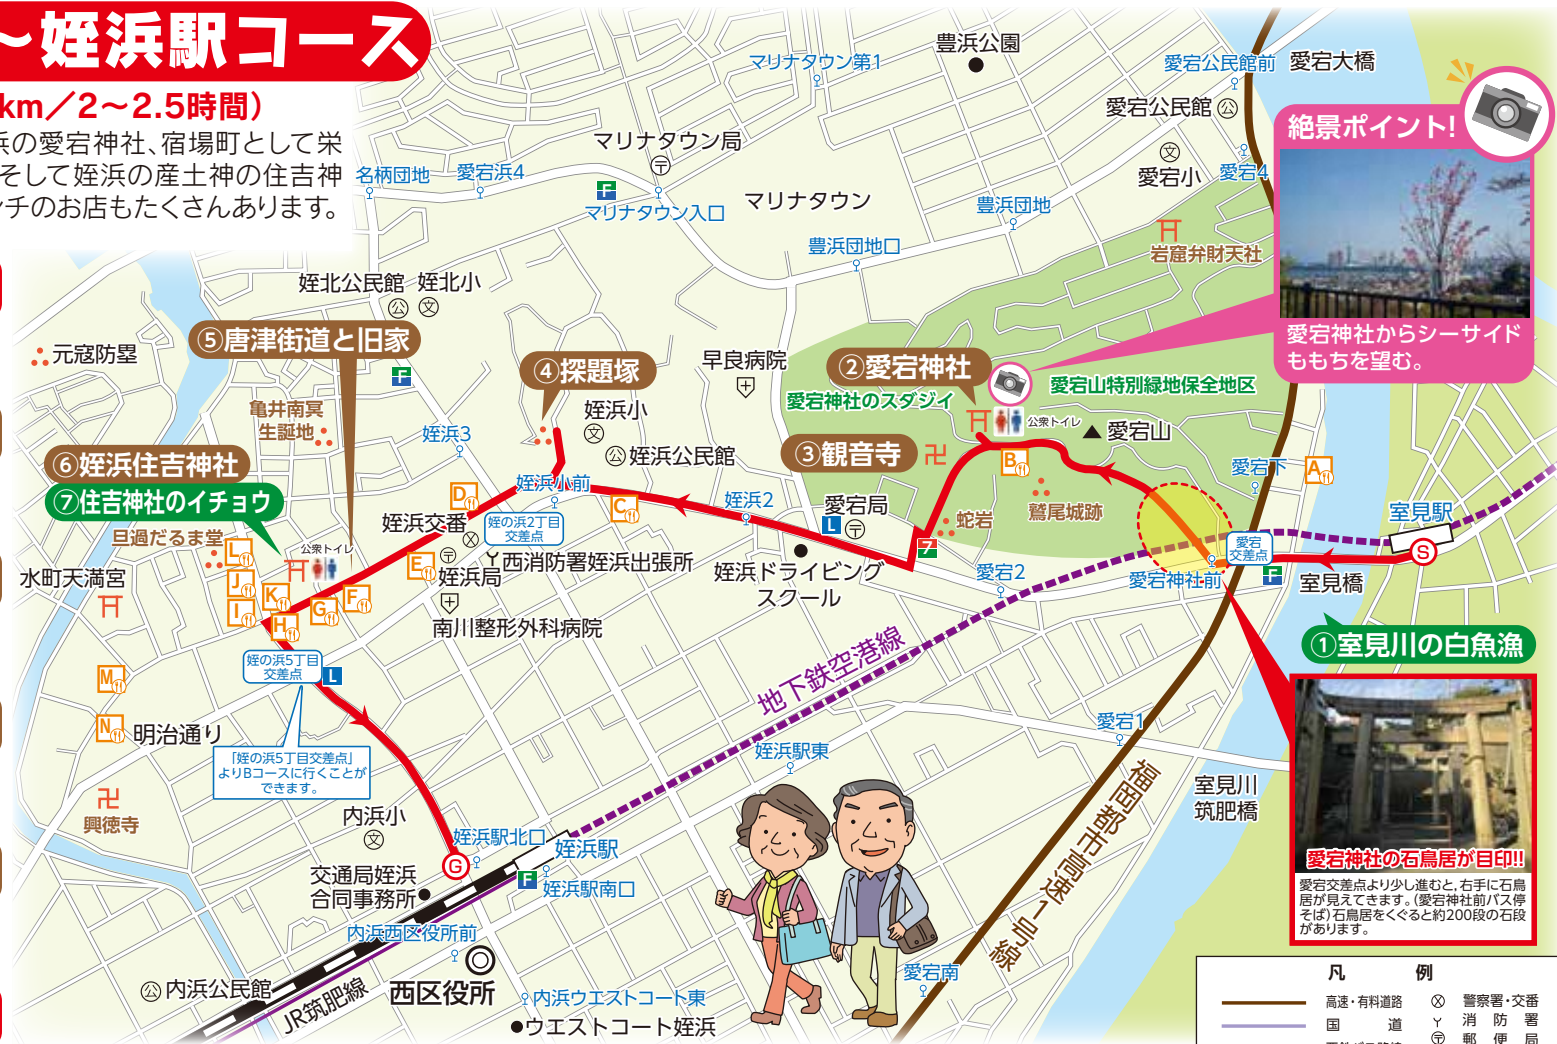 ～姪浜駅コース
km／2～2.5時間）
浜の愛宕神社、宿場町として栄
そして姪浜の産土神の住吉神
ンチのお店もたくさんあります。
豊浜公園
マリナタウン第1
愛宕公民館前
愛宕大橋
愛宕公民館
公
絶景ポイント!
マリナタウン局
名柄団地
愛宕浜4
F
マリナタウン入口
マリナタウン
文
愛宕小
愛宕4
豊浜団地
豊浜団地口
岩窟弁財天社
愛宕神社からシーサイド
ももちを望む。
姪北公民館
姪北小
公
文
⑤唐津街道と旧家
元寇防塁
F
④探題塚
早良病院
②愛宕神社
愛宕山特別緑地保全地区
愛宕神社のスダジイ
公衆トイレ
愛宕山
亀井南冥
生誕地
姪浜小
文
公
姪浜公民館
姪浜3
③観音寺
B
⑥姪浜住吉神社
⑦住吉神社のイチョウ
姪浜小前
D
C
姪浜2
愛宕局
L
鷲尾城跡
蛇岩
愛宕下
A
室見駅
S
姪浜交番
姪の浜2丁目
交差点
7
愛宕
交差点
旦過だるま堂
公衆トイレ
L
J
I
K
H
G
F
E
姪浜局
西消防署姪浜出張所
姪浜ドライビング
スクール
愛宕2
愛宕神社前
F
室見橋
水町天満宮
南川整形外科病院
①室見川の白魚漁
姪の浜5丁目
交差点
L
地下鉄空港線
M
N
明治通り
「姪の浜5丁目交差点」
よりBコースに行くことが
できます。
姪浜駅東
愛宕1
福岡都市高速1号線
室見川
筑肥橋
興徳寺
内浜小
文
姪浜駅北口
G
姪浜駅
F
姪浜駅南口
交通局姪浜
合同事務所
愛宕神社の石鳥居が目印!!
愛宕交差点より少し進むと、右手に石鳥
居が見えてきます。(愛宕神社前バス停
そば)石鳥居をくぐると約200段の石段
があります。
内浜西区役所前
西区役所
公
内浜公民館
JR筑肥線
内浜ウエストコート東
ウエストコート姪浜
愛宕南
凡 例
高速・有料道路
警察署・交番
国 道
消 防 署
郵 便 局